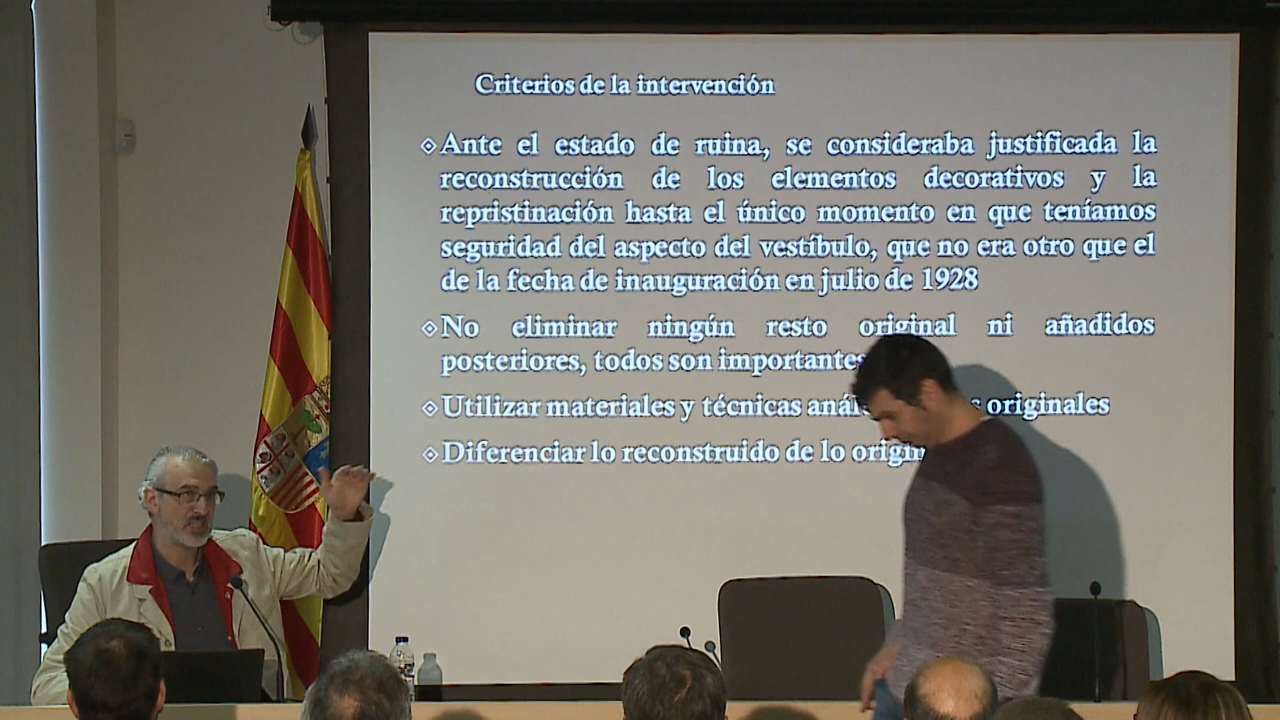 Criterios de la intervención
Ante el estado de ruina, se consideraba justificada la
reconstrucción de los elementos decorativos y la
repristinación hasta el único momento en que teníamos
seguridad del aspecto del vestíbulo, que no era otro que el
de la fecha de inauguración en julio de 1928
No eliminar ningún resto original ni añadidos
posteriores, todos son importantes
Utilizar materiales y técnicas originales
Diferenciar lo reconstruido de lo